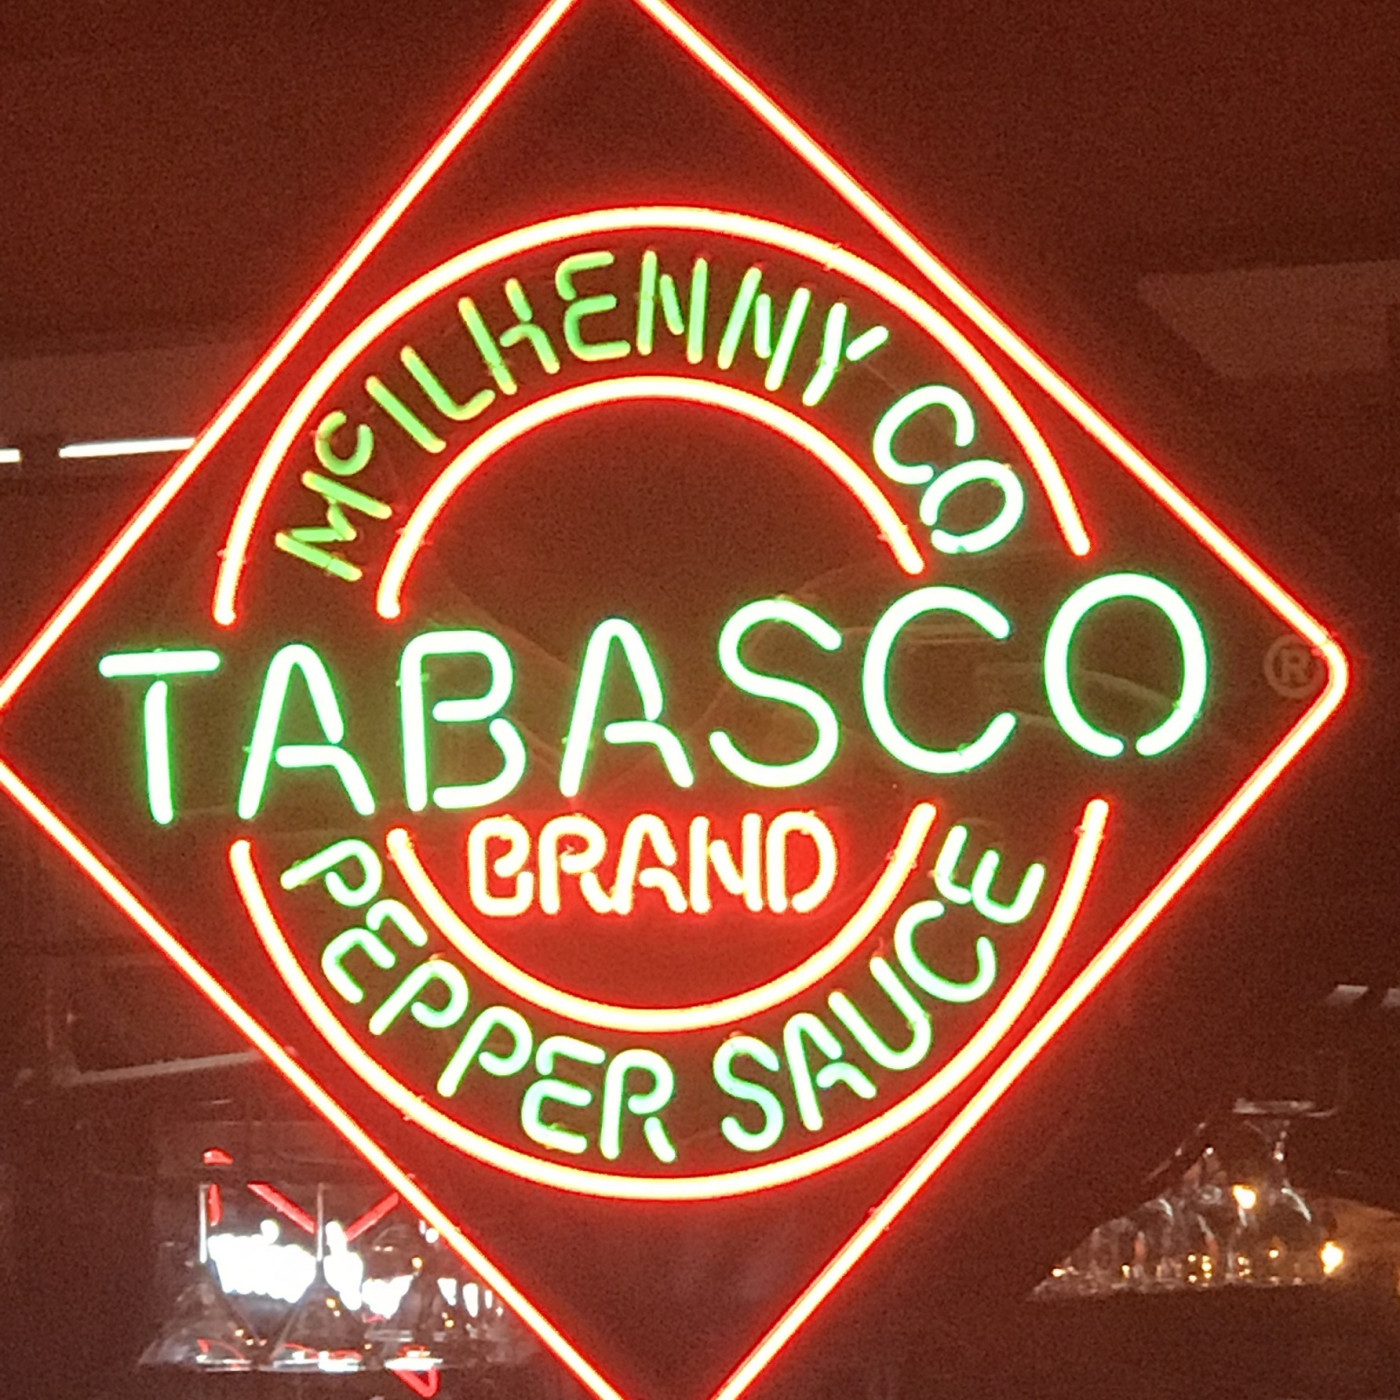 McILHENNY CO
TABASCO
®
BRAND
PEPPER SAUCE